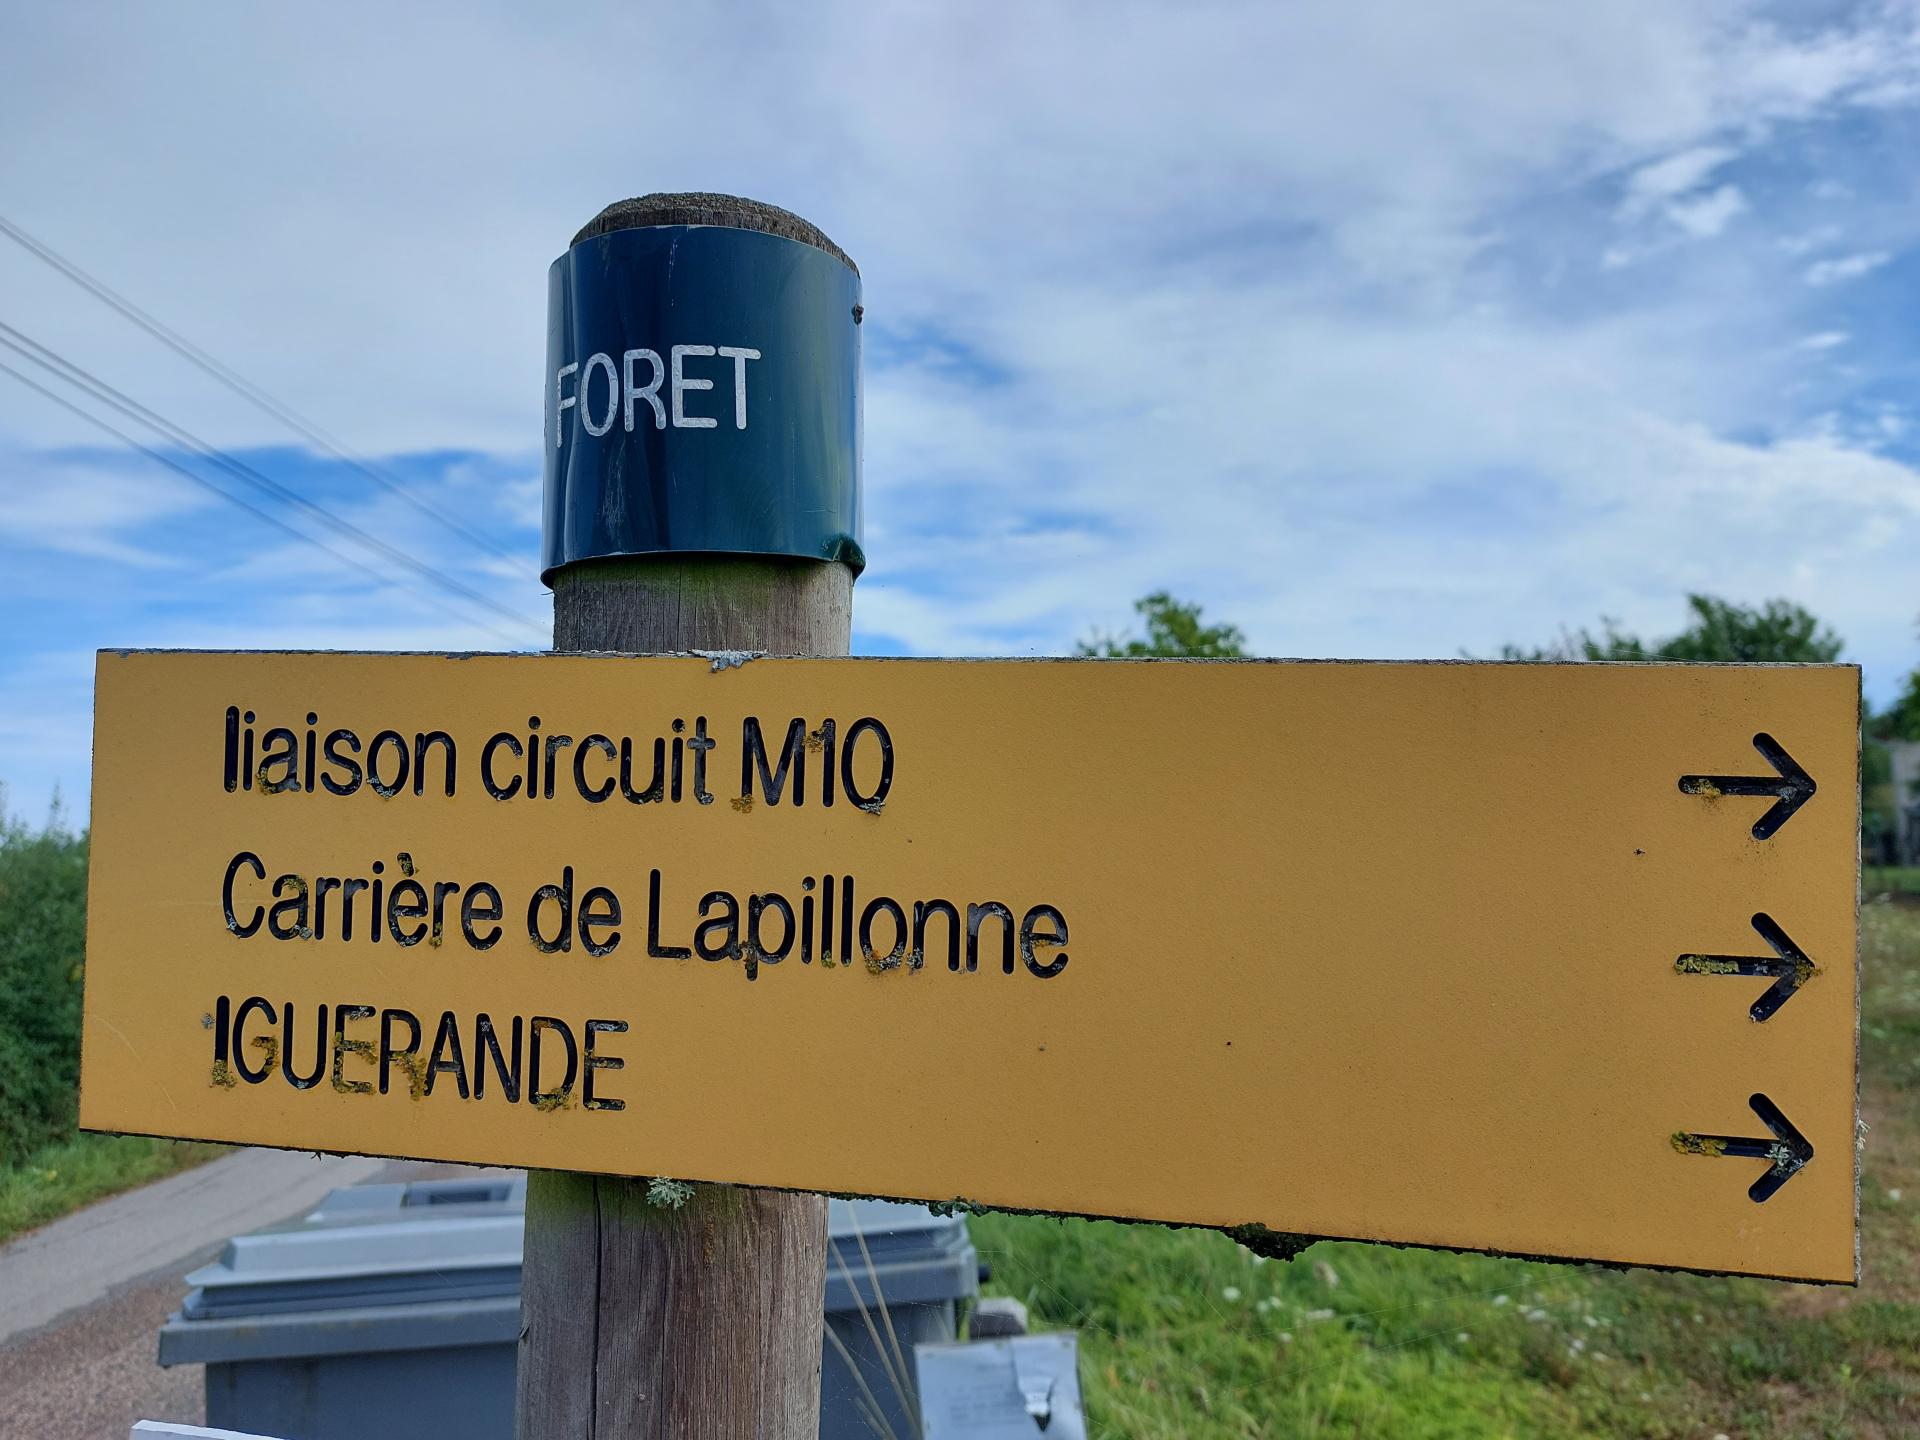 FORET
liaison circuit M10
Carrière de Lapillonne
IGUERANDE